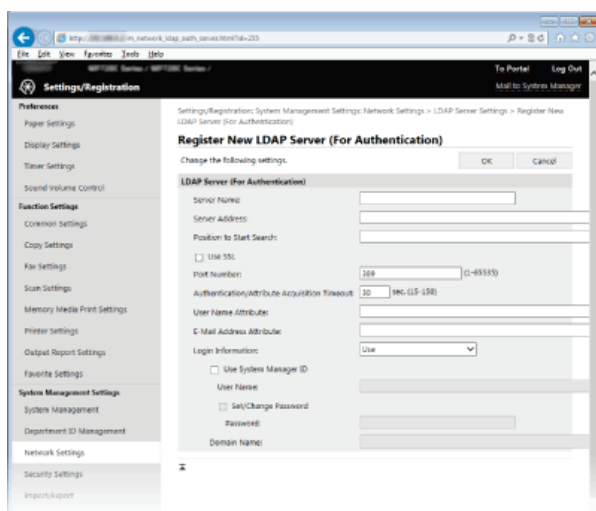 http://
m_network_ldap_auth_server.html?id=235
File Edit View Favorites Tools Help
Series /
Series /
To Portal Log Out
Settings/Registration
Mail to System Manager
Preferences
Paper Settings
Display Settings
Timer Settings
Sound Volume Control
Function Settings
Common Settings
Copy Settings
Fax Settings
Scan Settings
Memory Media Print Settings
Printer Settings
Output Report Settings
Favorite Settings
System Management Settings
System Management
Department ID Management
Network Settings
Security Settings
Import/Export
Settings/Registration: System Management Settings: Network Settings > LDAP Server Settings > Register New
LDAP Server (For Authentication)
Register New LDAP Server (For Authentication)
Change the following settings.
OK Cancel
LDAP Server (For Authentication)
Server Name:
Server Address:
Position to Start Search:
Use SSL
Port Number: 389 (1-65535)
Authentication/Attribute Acquisition Timeout: 30 sec. (15-150)
User Name Attribute:
E-Mail Address Attribute:
Login Information: Use
Use System Manager ID
User Name:
Set/Change Password
Password:
Domain Name: